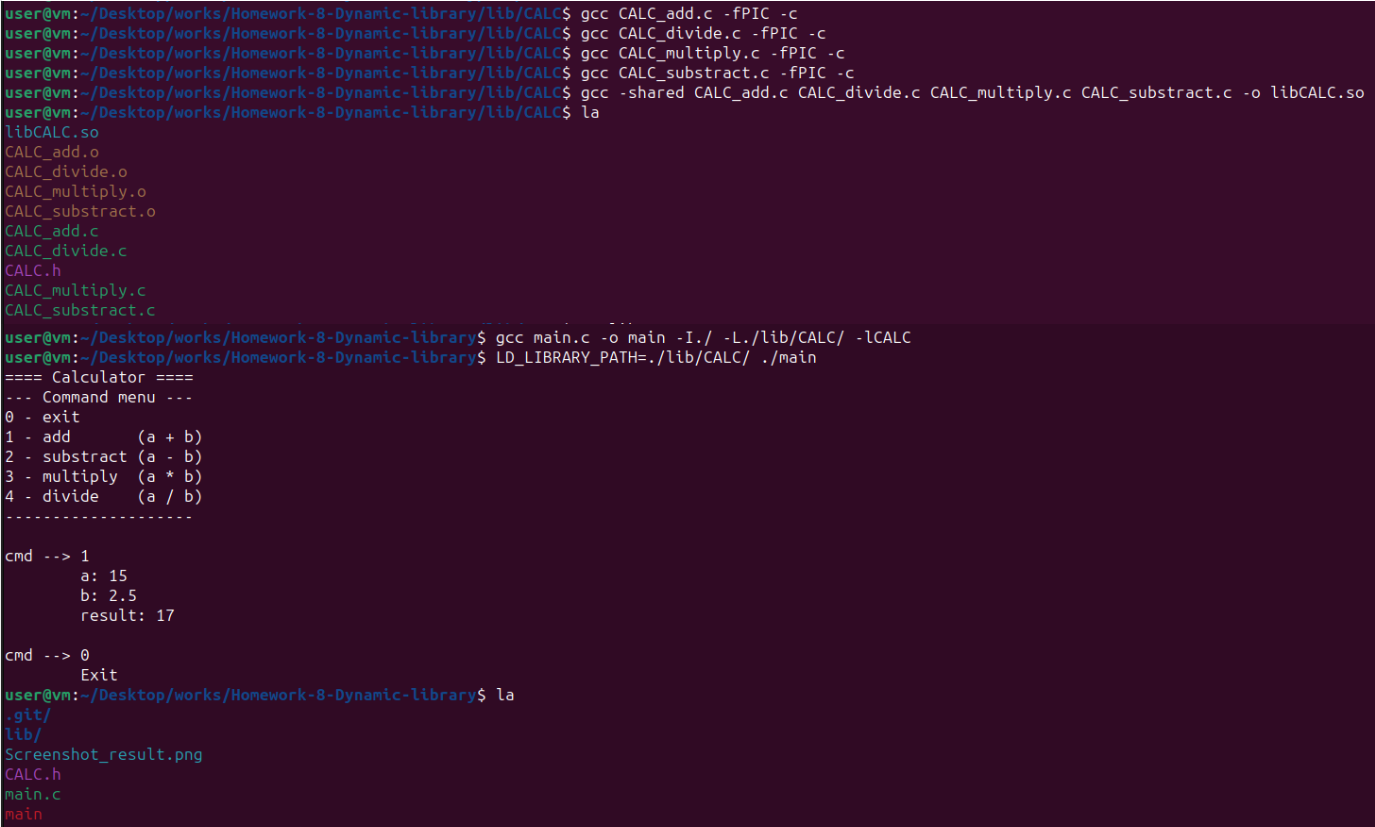 user@vm:~/Desktop/works/Homework-8-Dynamic-library/lib/CALC$ gcc CALC_add.c -fPIC -c
user@vm:~/Desktop/works/Homework-8-Dynamic-library/lib/CALC$ gcc CALC_divide.c -fPIC -c
user@vm:~/Desktop/works/Homework-8-Dynamic-library/lib/CALC$ gcc CALC_multiply.c -fPIC -c
user@vm:~/Desktop/works/Homework-8-Dynamic-library/lib/CALC$ gcc CALC_substract.c -fPIC -c
user@vm:~/Desktop/works/Homework-8-Dynamic-library/lib/CALC$ gcc -shared CALC_add.c CALC_divide.c CALC_multiply.c CALC_substract.c -o libCALC.so
user@vm:~/Desktop/works/Homework-8-Dynamic-library/lib/CALC$ la
libCALC.so
CALC_add.o
CALC_divide.o
CALC_multiply.o
CALC_substract.o
CALC_add.c
CALC_divide.c
CALC.h
CALC_multiply.c
CALC_substract.c
user@vm:~/Desktop/works/Homework-8-Dynamic-library$ gcc main.c -o main -I./ -L./lib/CALC/ -lCALC
user@vm:~/Desktop/works/Homework-8-Dynamic-library$ LD_LIBRARY_PATH=./lib/CALC/ ./main
==== Calculator ====
--- Command menu ---
0 - exit
1 - add       (a + b)
2 - substract (a - b)
3 - multiply  (a * b)
4 - divide    (a / b)
--------------------
cmd --> 1
        a: 15
        b: 2.5
        result: 17
cmd --> 0
        Exit
user@vm:~/Desktop/works/Homework-8-Dynamic-library$ la
.git/
lib/
Screenshot_result.png
CALC.h
main.c
main